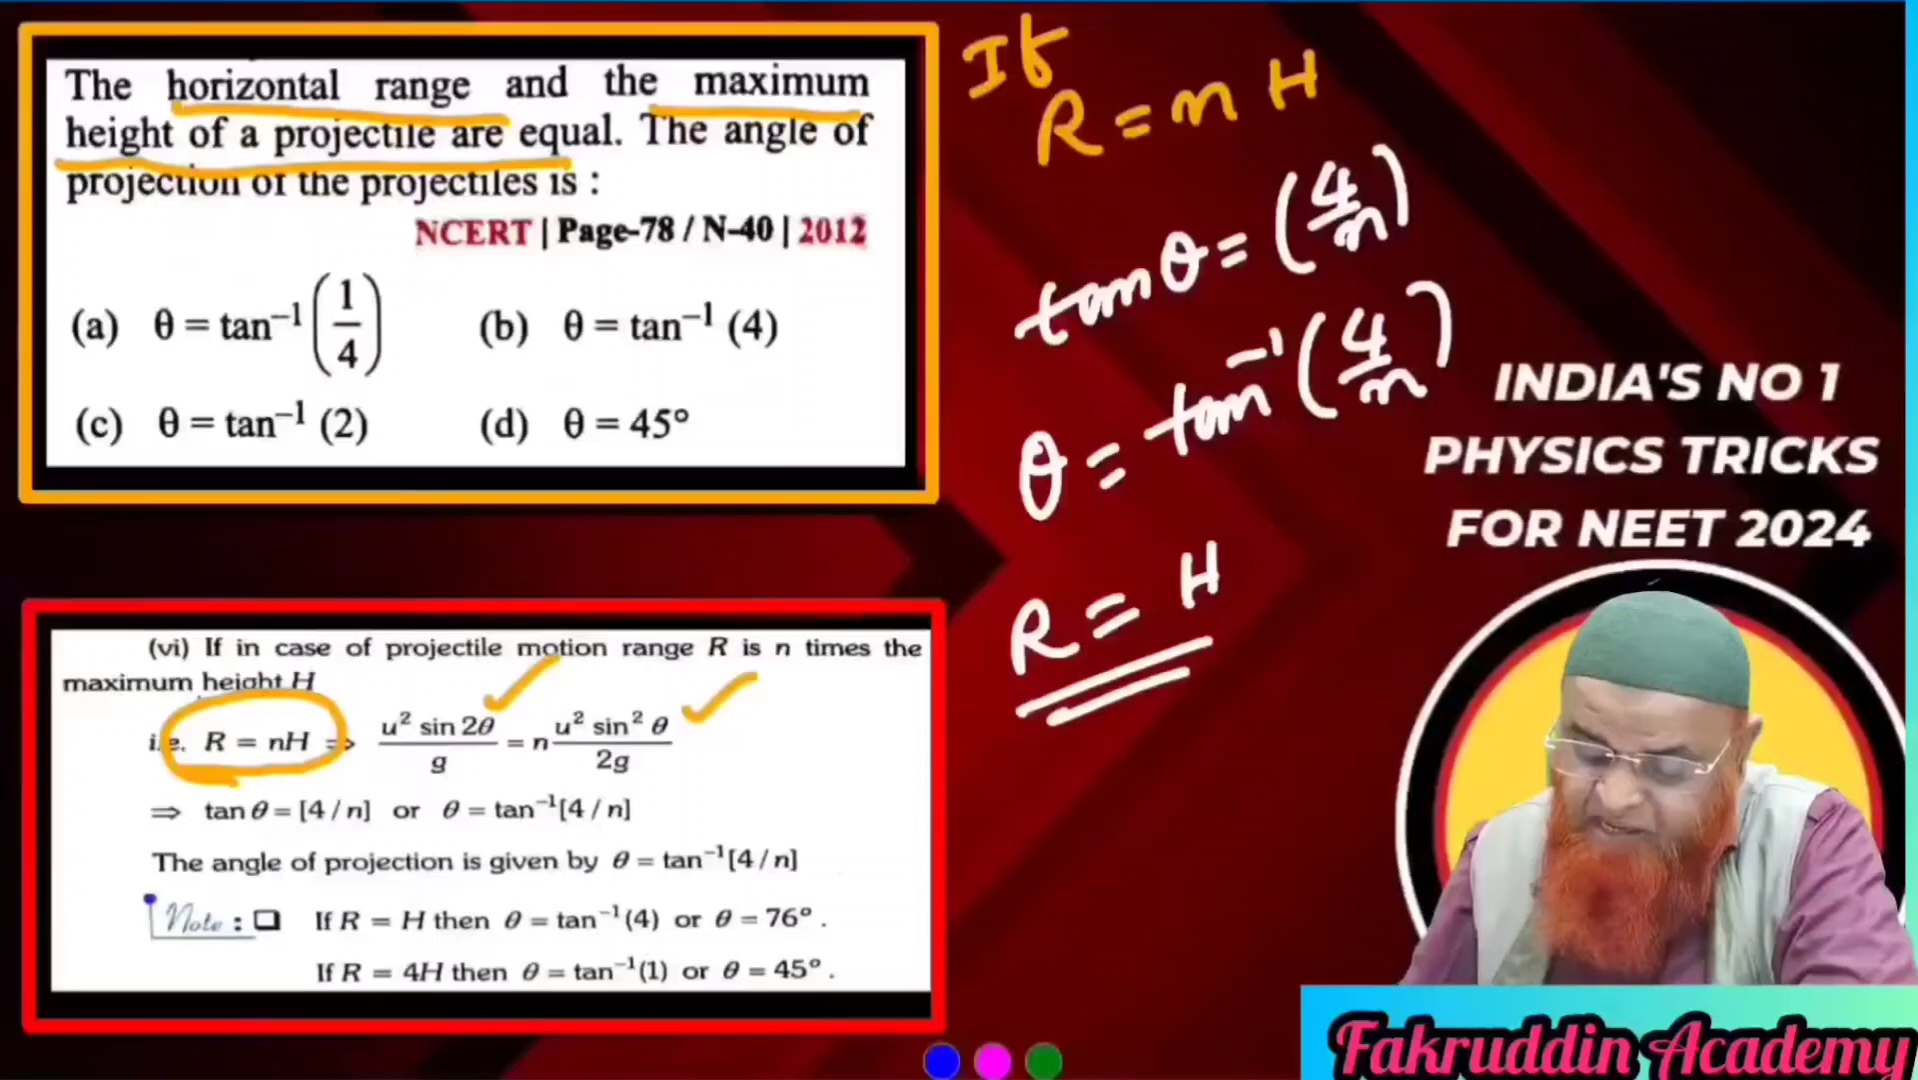 The horizontal range and the maximum
height of a projectile are equal. The angle of
projection of the projectiles is :
NCERT | Page-78 / N-40 | 2012
(a) θ = tan⁻¹ (1/4) (b) θ = tan⁻¹ (4)
(c) θ = tan⁻¹ (2) (d) θ = 45°
(vi) If in case of projectile motion range R is n times the
maximum height H
i.e. R = nH ⇒ u² sin 2θ / g = n u² sin² θ / 2g
⇒ tan θ = [4 / n] or θ = tan⁻¹[4 / n]
The angle of projection is given by θ = tan⁻¹[4 / n]
Note : ❑ If R = H then θ = tan⁻¹(4) or θ = 76° .
If R = 4H then θ = tan⁻¹(1) or θ = 45° .
If
R = n H
tan θ = (4/n)
θ = tan⁻¹ (4/n)
R = H
INDIA'S NO 1
PHYSICS TRICKS
FOR NEET 2024
Fakruddin Academy